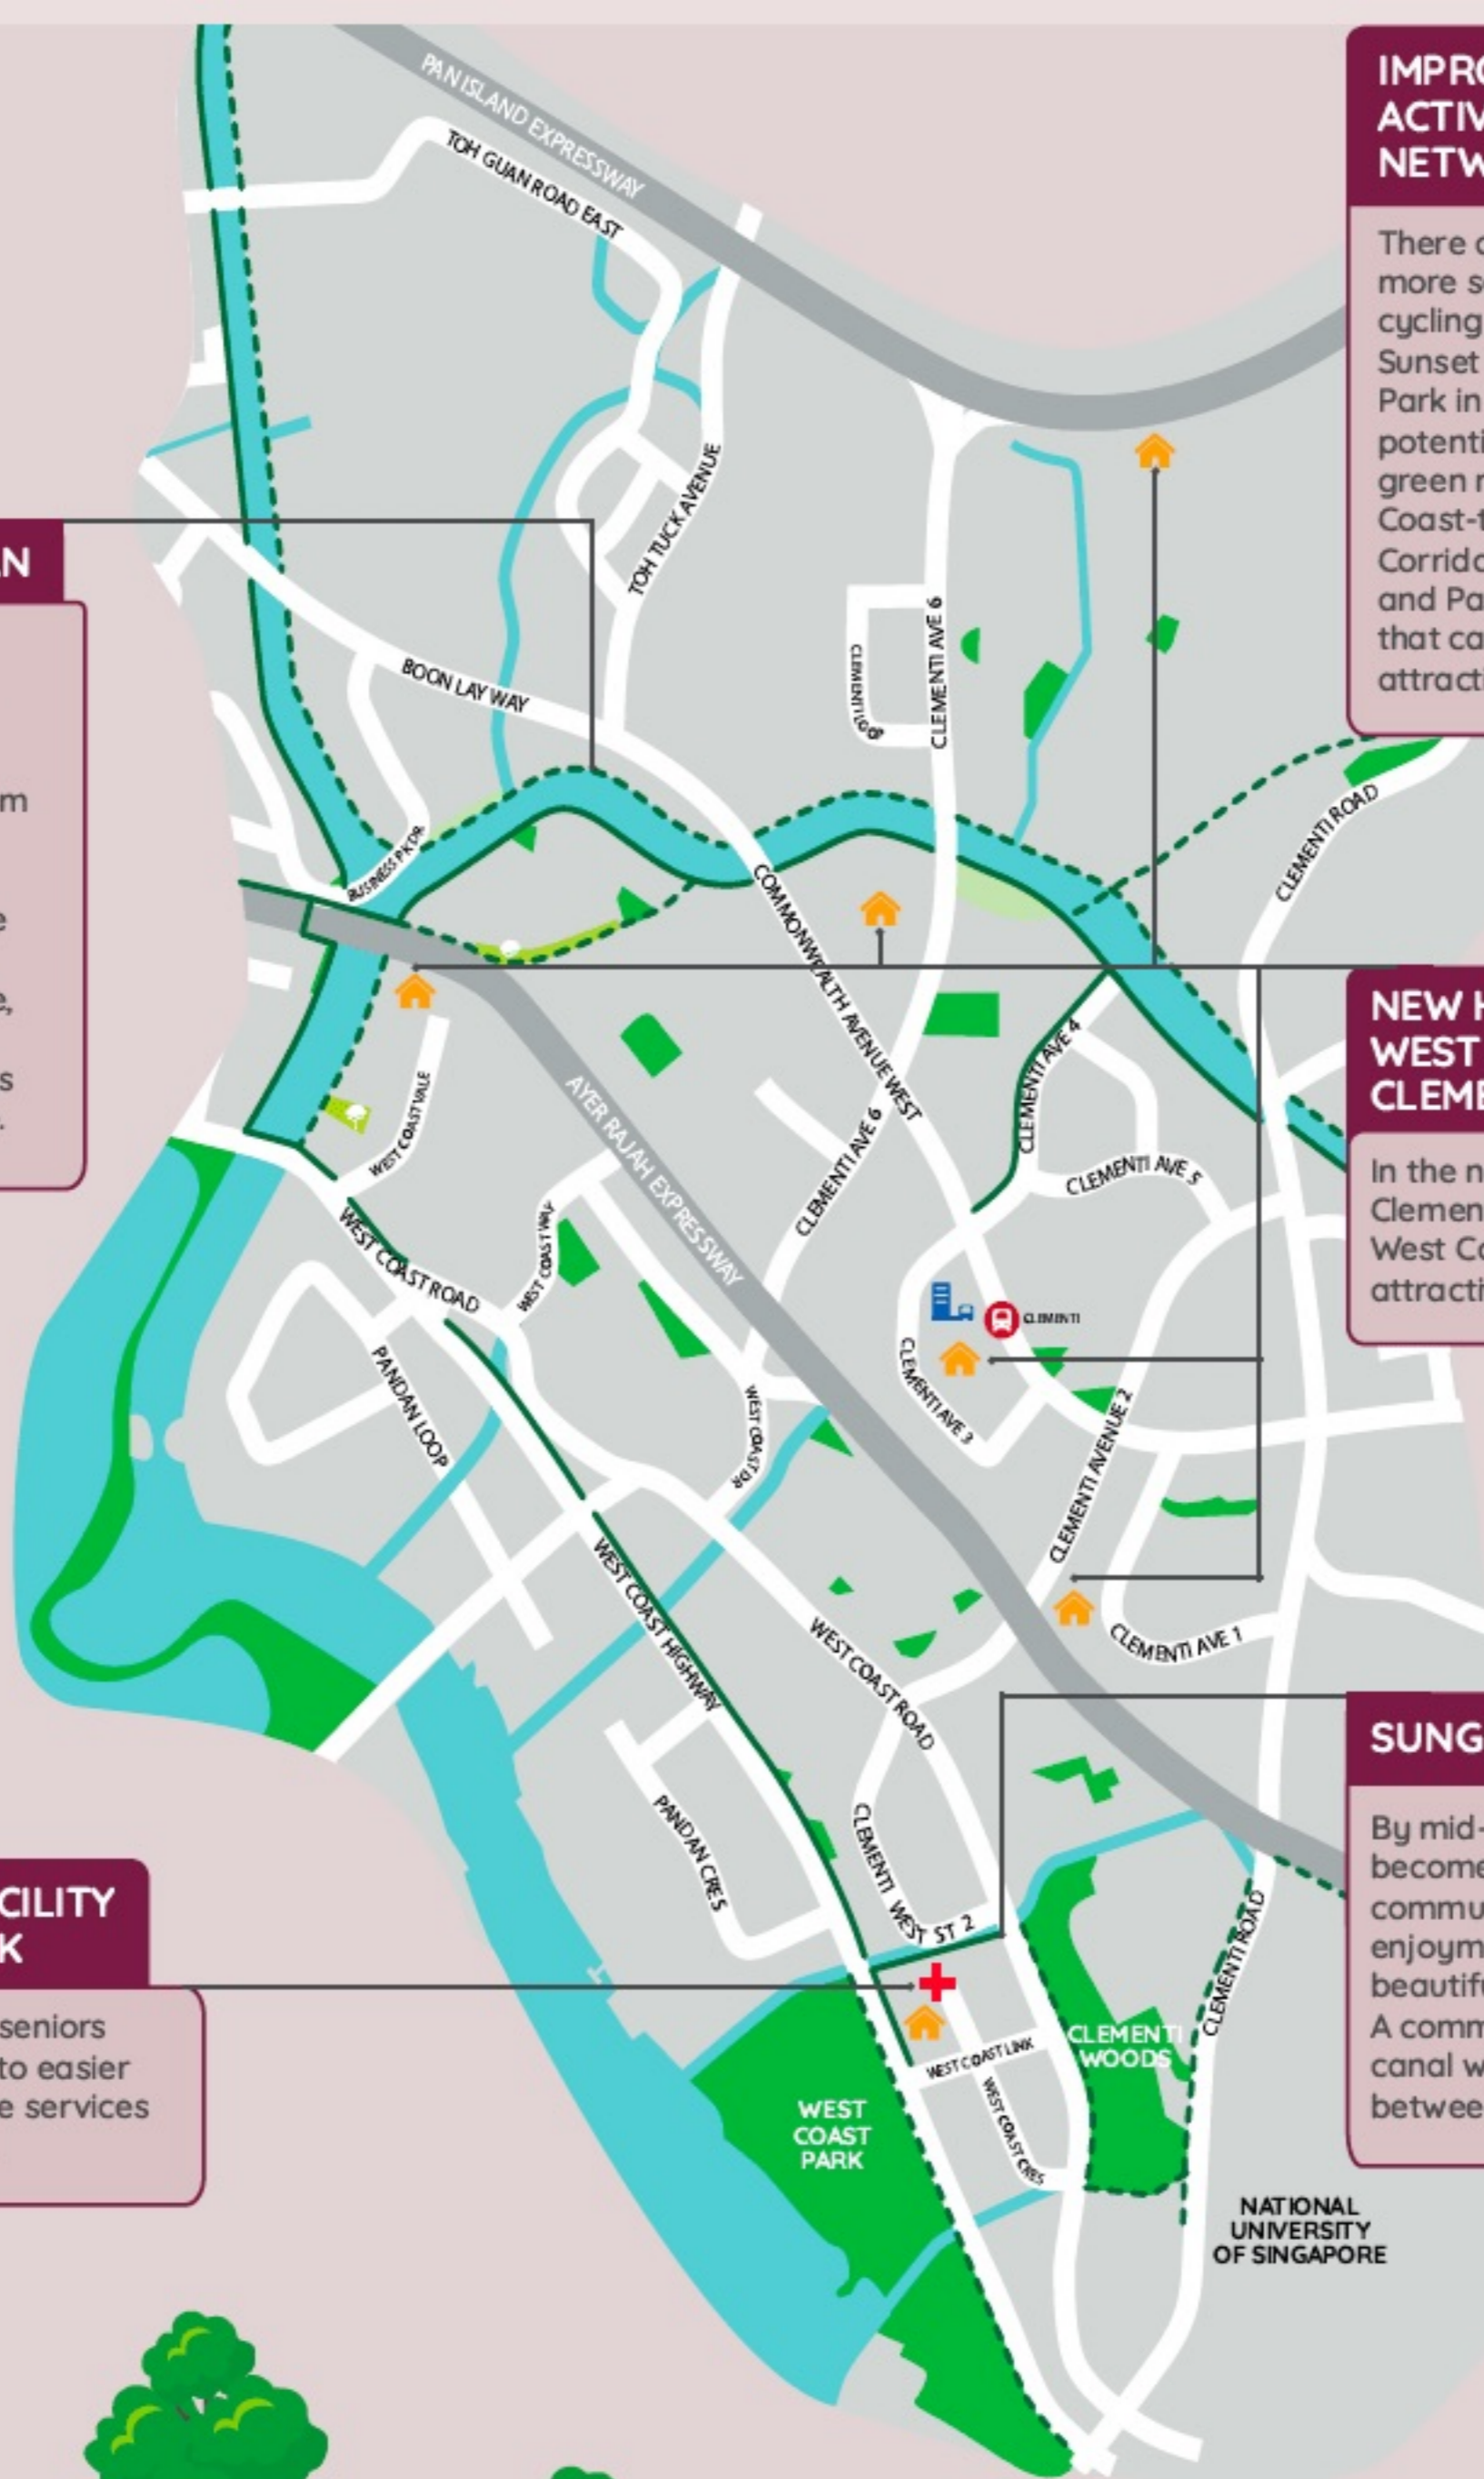 PAN ISLAND EXPRESSWAY
TOH GUAN ROAD EAST
TOH TUCK AVENUE
BOON LAY WAY
CLEMENTI AVE 6
CLEMENTI LOOP
BUSINESS PK DR
CLEMENTI ROAD
COMMONWEALTH AVENUE WEST
CLEMENTI AVE 4
CLEMENTI AVE 5
WEST COAST VALE
AYER RAJAH EXPRESSWAY
CLEMENTI AVE 6
WEST COAST ROAD
WEST COAST WAY
CLEMENTI
PANDAN LOOP
CLEMENTI AVE 3
WEST COAST DR
CLEMENTI AVENUE 2
WEST COAST HIGHWAY
WEST COAST ROAD
CLEMENTI AVE 1
PANDAN CRES
CLEMENTI WEST ST 2
CLEMENTI ROAD
CLEMENTI
WOODS
WEST COAST LINK
WEST COAST CRES
WEST
COAST
PARK
NATIONAL
UNIVERSITY
OF SINGAPORE
IMPRO
ACTIV
NETW
There
more s
cycling
Sunset
Park in
potenti
green r
Coast-t
Corrido
and Pa
that ca
attracti
NEW H
WEST
CLEME
In the n
Clemen
West Co
attracti
SUNG
By mid-
become
commu
enjoym
beautifu
A comm
canal w
betwee
N
m
e
e,
s
.
CILITY
K
seniors
to easier
e services